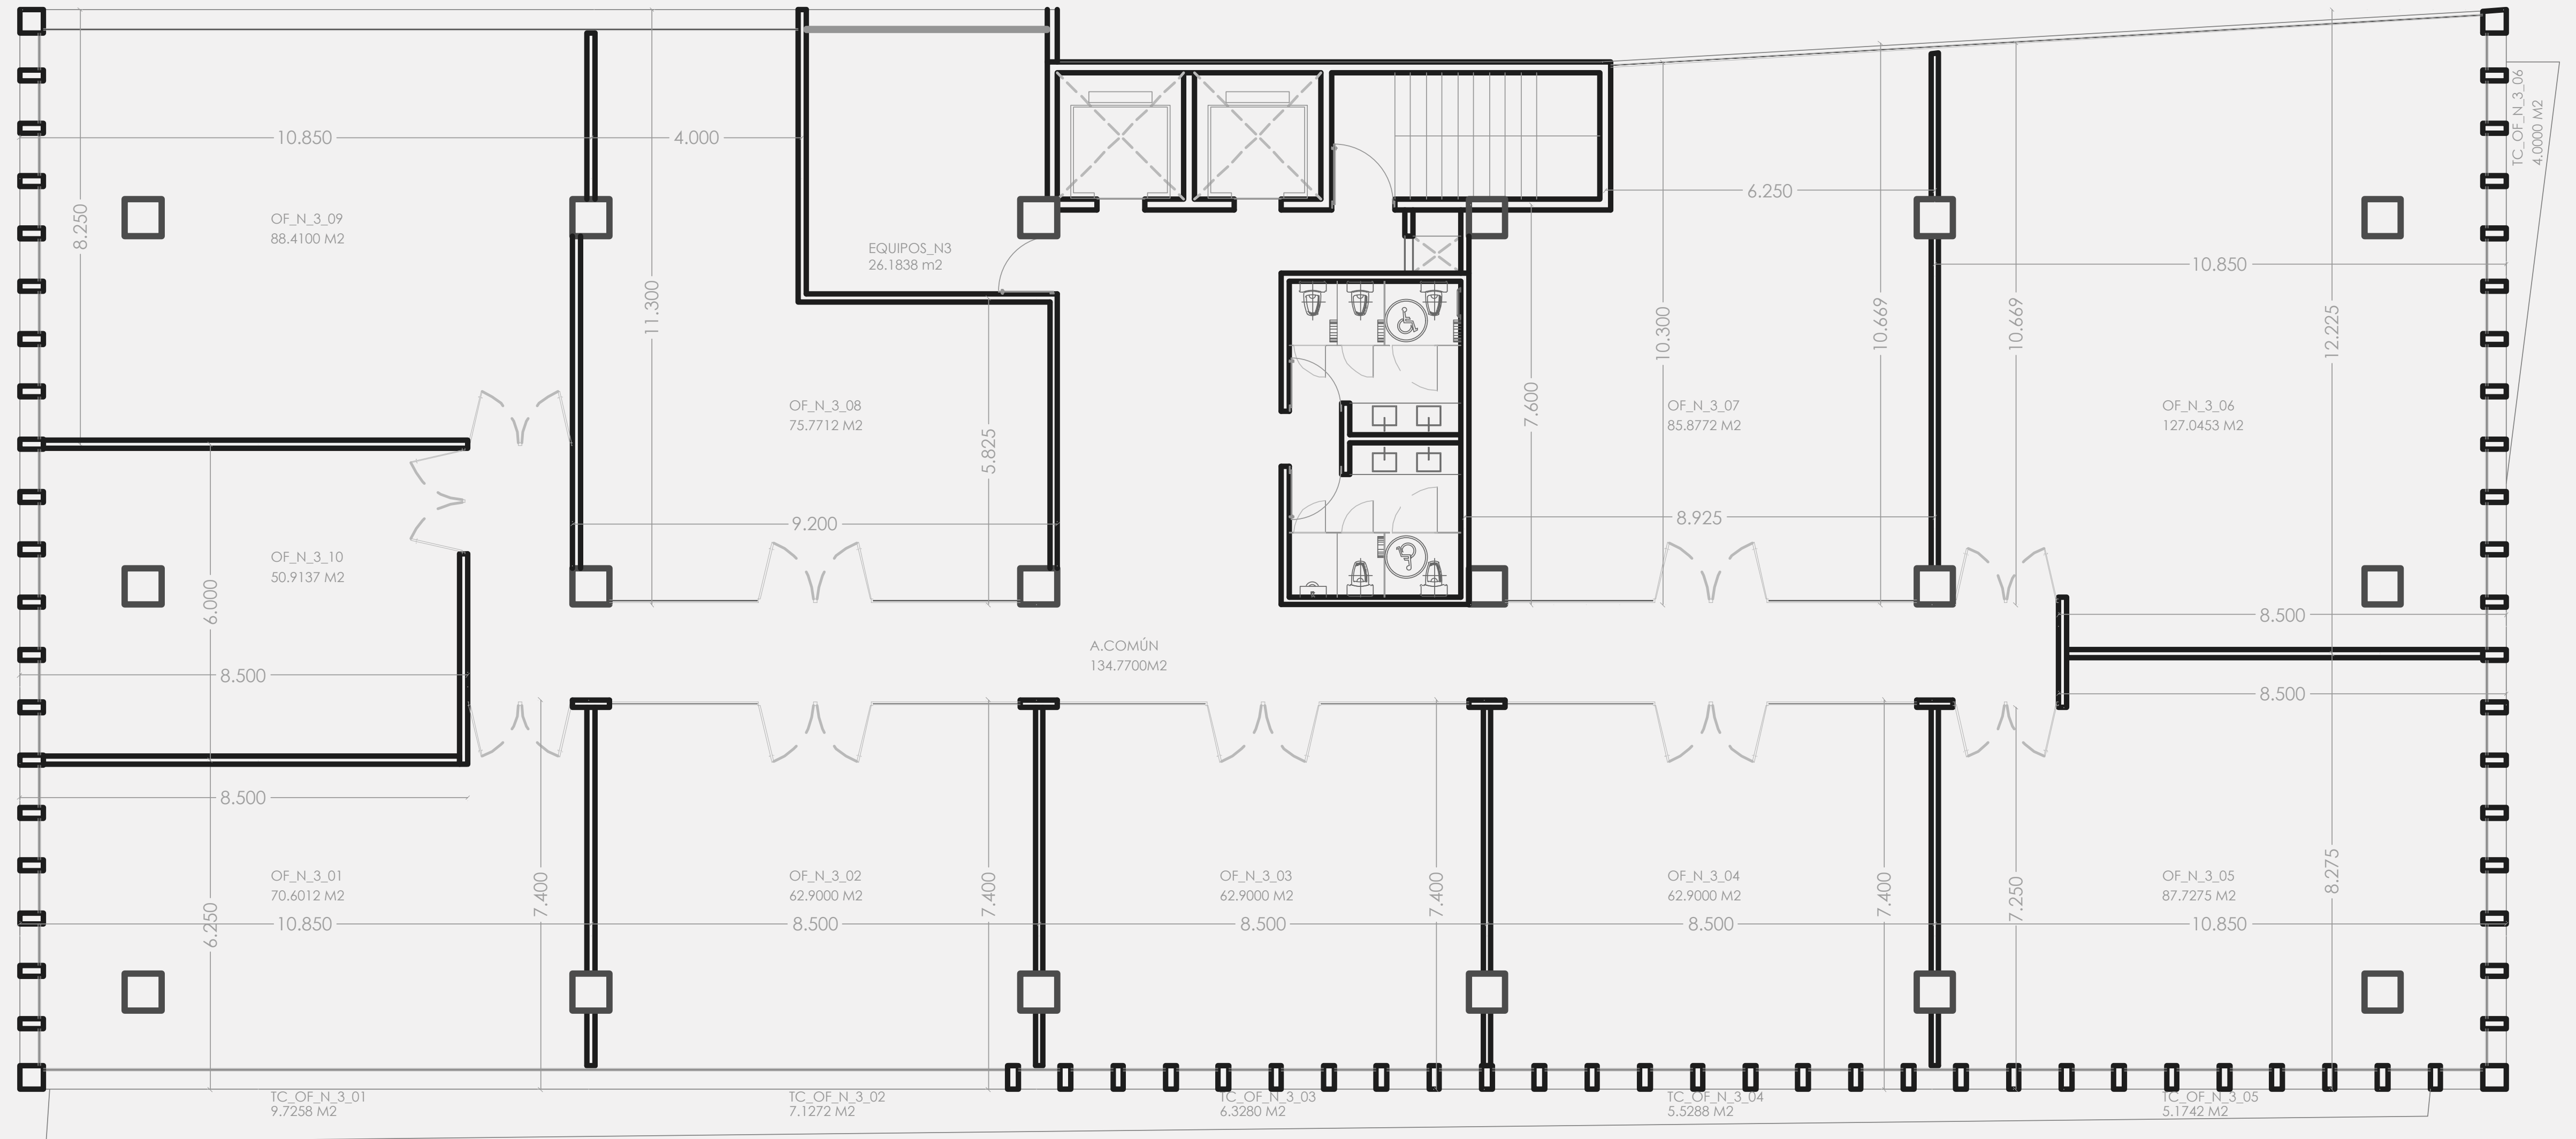 TC_OF_N_3_06
4.0000 M2
10.850
4.000
6.250
8.250
OF_N_3_09
88.4100 M2
EQUIPOS_N3
26.1838 m2
10.850
11.300
10.300
10.669
10.669
12.225
OF_N_3_08
75.7712 M2
5.825
7.600
OF_N_3_07
85.8772 M2
OF_N_3_06
127.0453 M2
9.200
8.925
OF_N_3_10
50.9137 M2
6.000
8.500
8.500
A.COMÚN
134.7700M2
8.500
8.500
OF_N_3_01
70.6012 M2
OF_N_3_02
62.9000 M2
OF_N_3_03
62.9000 M2
OF_N_3_04
62.9000 M2
OF_N_3_05
87.7275 M2
6.250
7.400
7.400
7.400
7.400
7.250
8.275
10.850
8.500
8.500
8.500
10.850
TC_OF_N_3_01
9.7258 M2
TC_OF_N_3_02
7.1272 M2
TC_OF_N_3_03
6.3280 M2
TC_OF_N_3_04
5.5288 M2
TC_OF_N_3_05
5.1742 M2